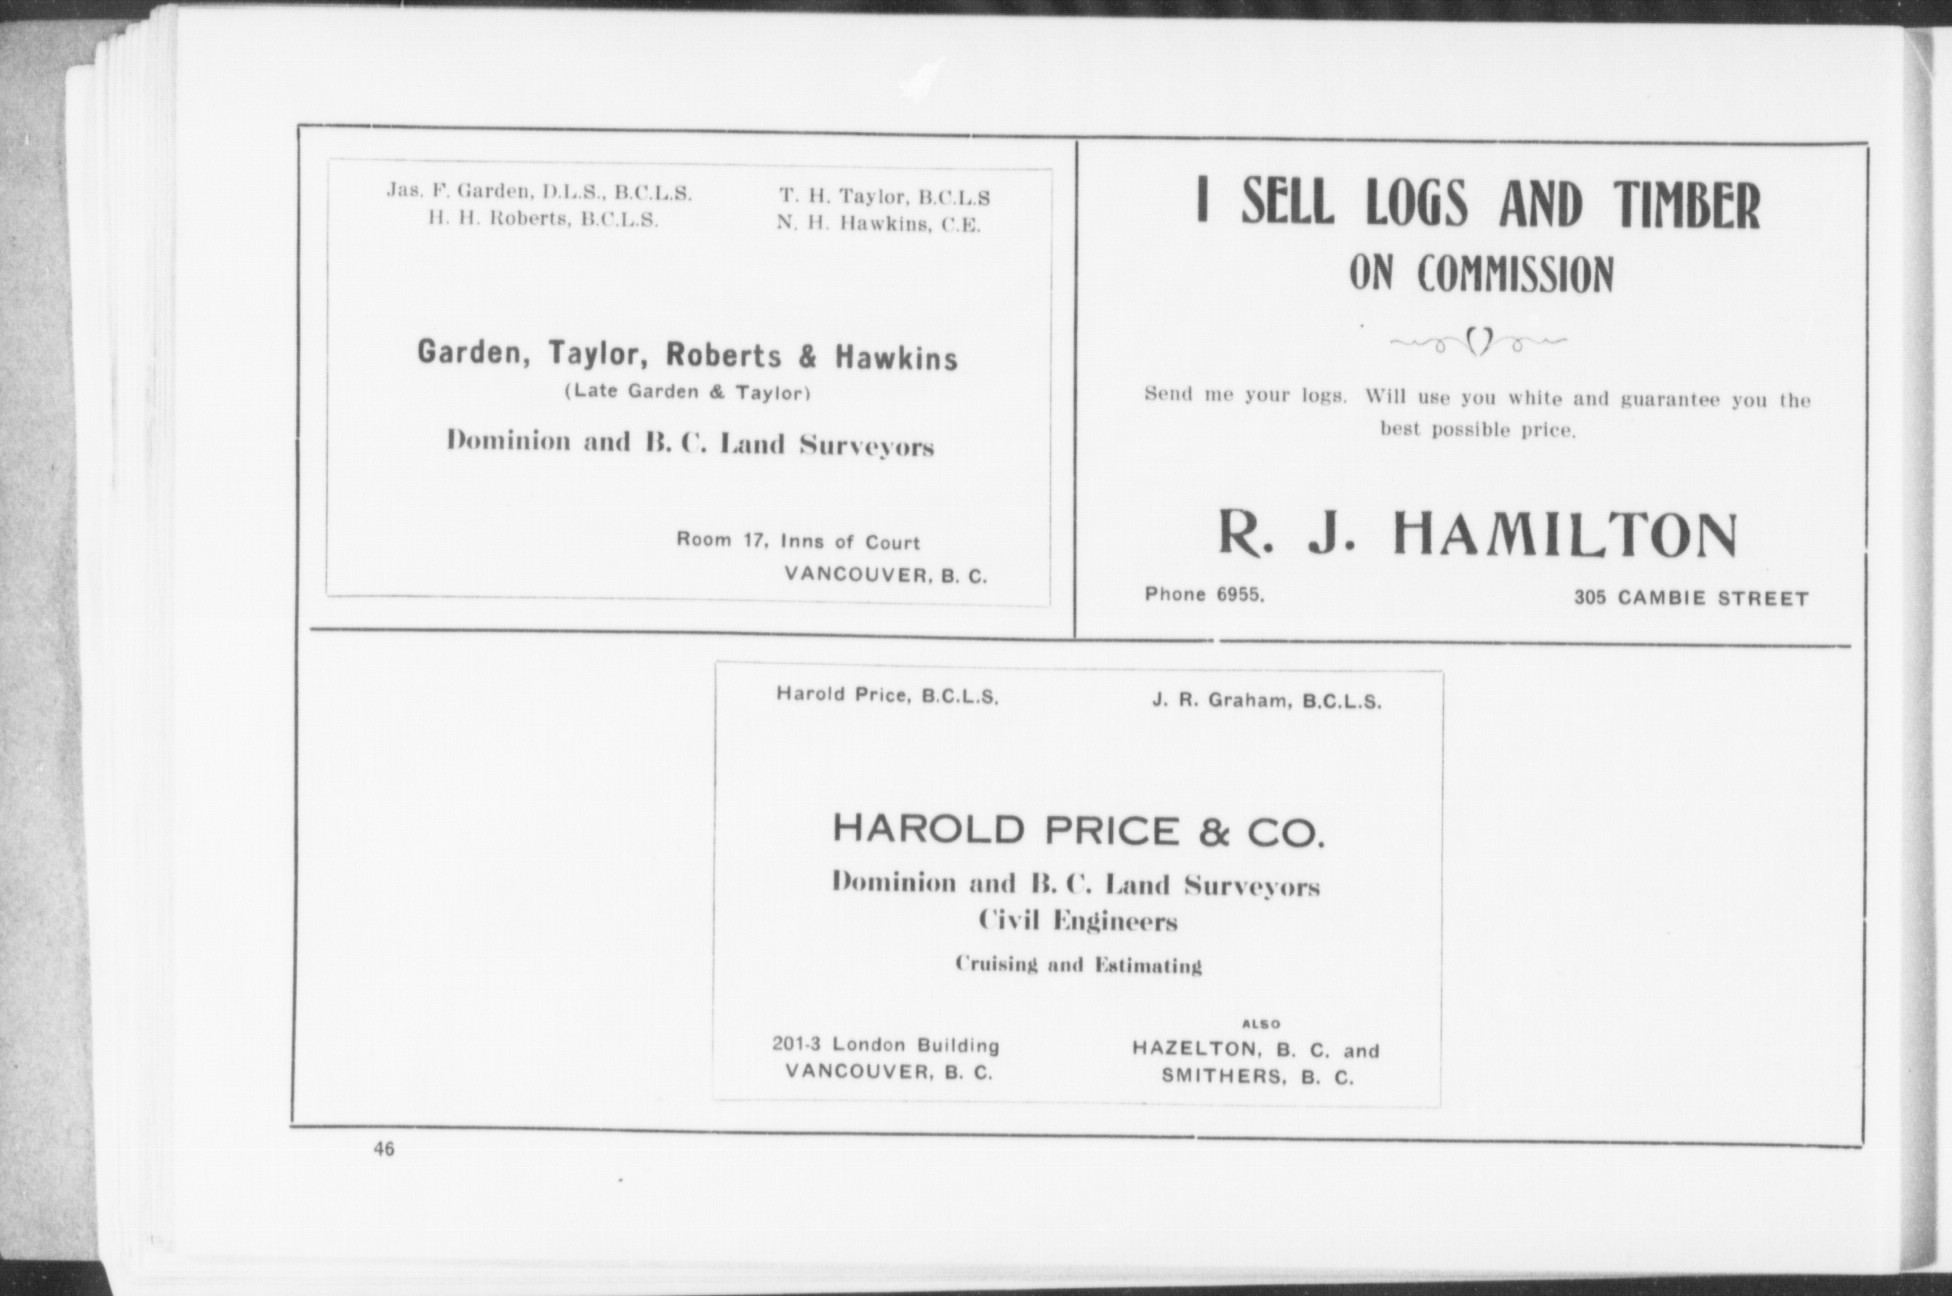 Jas. F. Garden, D.L.S., B.C.L.S.
H. H. Roberts, B.C.L.S.
T. H. Taylor, B.C.L.S
N. H. Hawkins, C.E.
Garden, Taylor, Roberts & Hawkins
(Late Garden & Taylor)
Dominion and B. C. Land Surveyors
Room 17, Inns of Court
VANCOUVER, B. C.
I SELL LOGS AND TIMBER
ON COMMISSION
Send me your logs. Will use you white and guarantee you the
best possible price.
R. J. HAMILTON
Phone 6955.
305 CAMBIE STREET
Harold Price, B.C.L.S.
J. R. Graham, B.C.L.S.
HAROLD PRICE & CO.
Dominion and B. C. Land Surveyors
Civil Engineers
Cruising and Estimating
201-3 London Building
VANCOUVER, B. C.
ALSO
HAZELTON, B. C. and
SMITHERS, B. C.
46